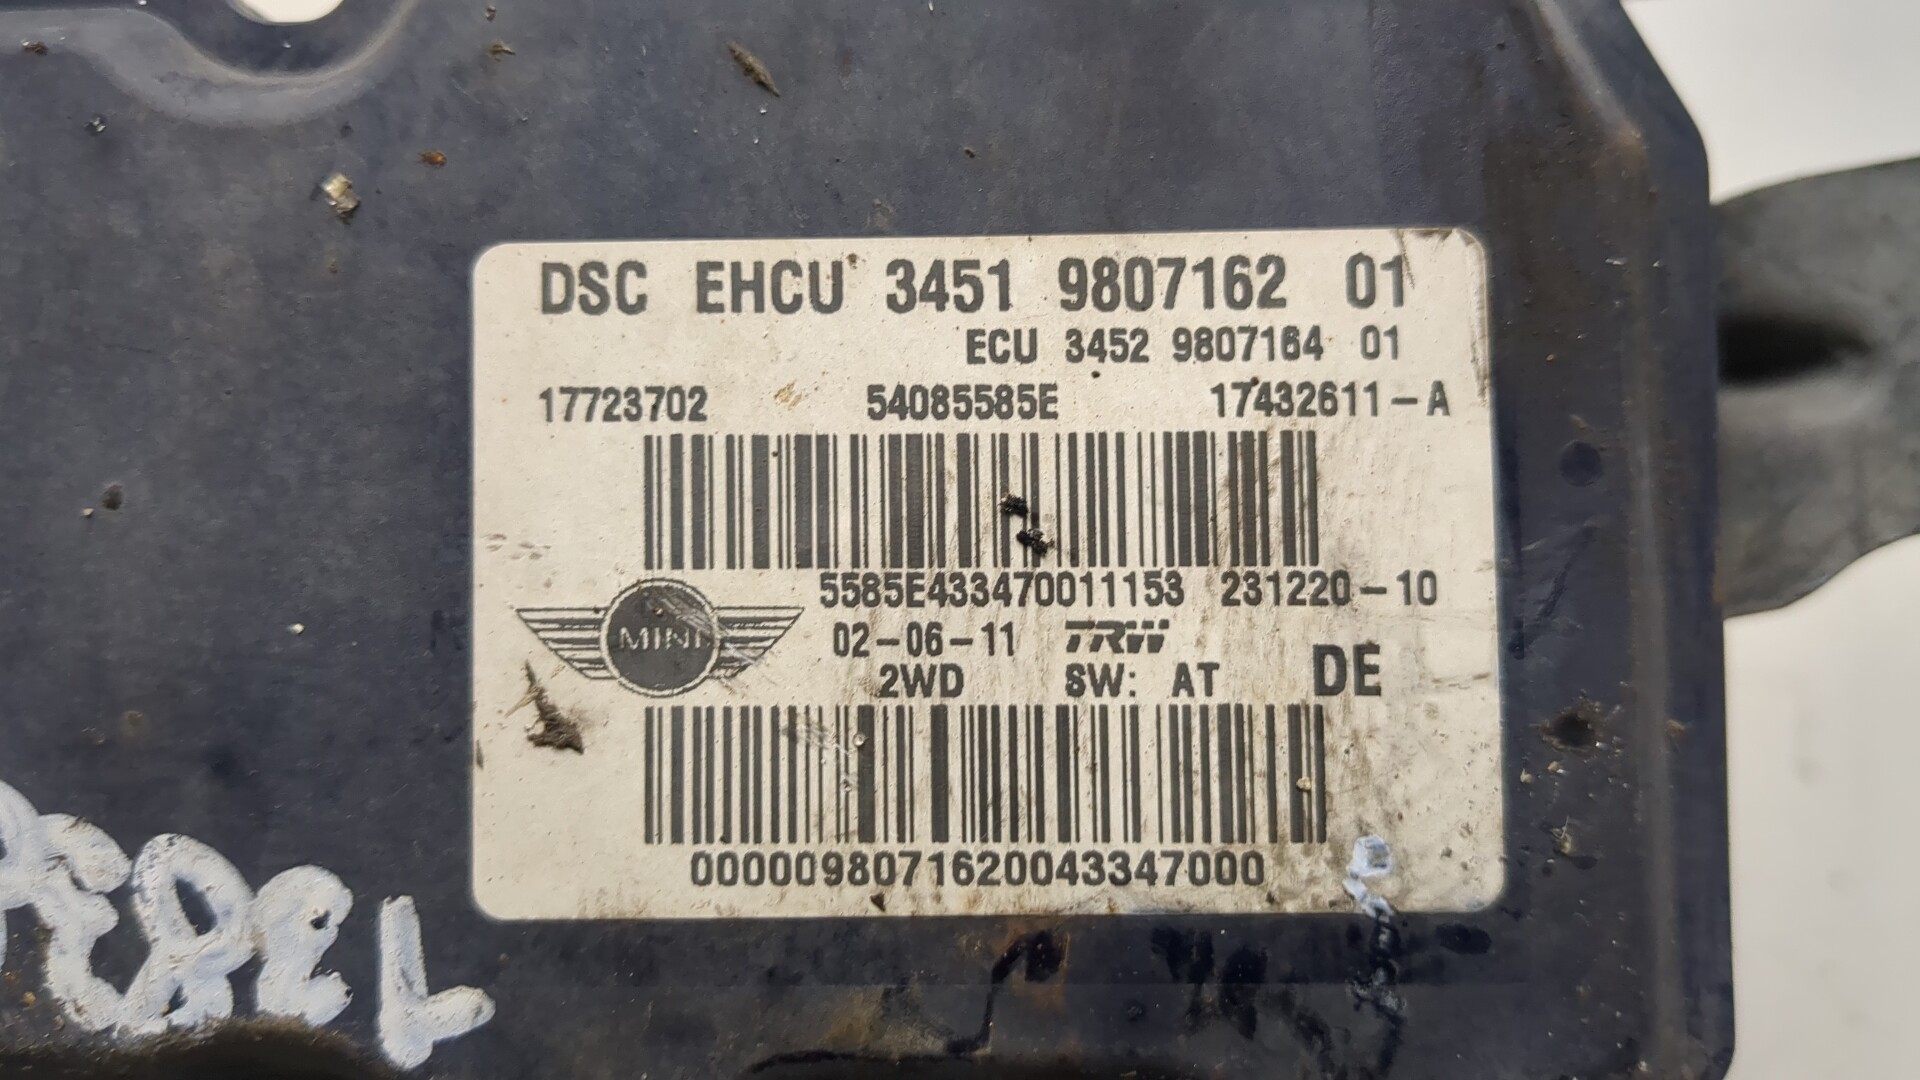 DSC EHCU 3451 9807162 01
ECU 3452 9807164 01
17723702 54085585E 17432611-A
5585E433470011153 231220-10
MINI
02-06-11 TRW
2WD SW: AT DE
0000098071620043347000